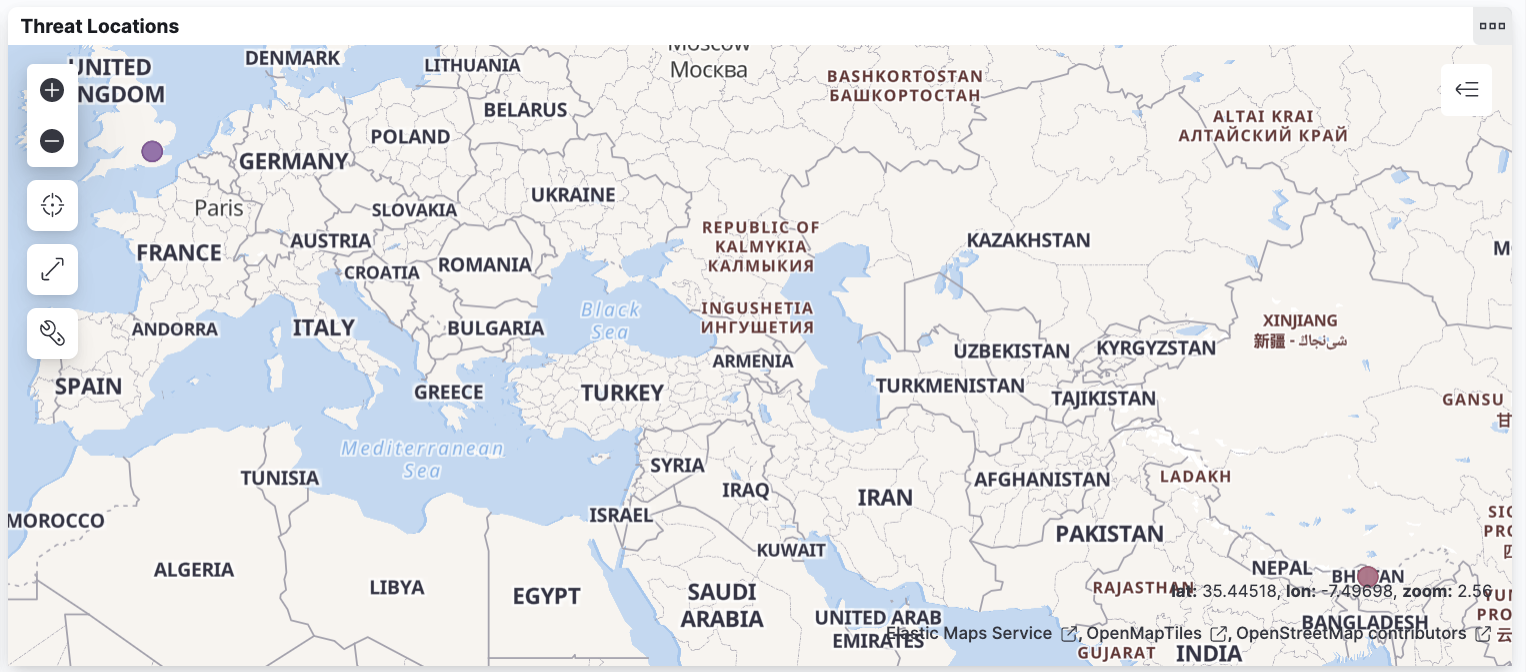 Threat Locations
Moscow
Москва
UNITED
NGDOM
DENMARK
LITHUANIA
BASHKORTOSTAN
БАШКОРТОСТАН
BELARUS
ALTAI KRAI
АЛТАЙСКИЙ КРАЙ
POLAND
GERMANY
UKRAINE
Paris
SLOVAKIA
REPUBLIC OF
KALMYKIA
КАЛМЫКИЯ
AUSTRIA
KAZAKHSTAN
FRANCE
CROATIA
ROMANIA
Black
Sea
INGUSHETIA
ИНГУШЕТИЯ
ANDORRA
ITALY
BULGARIA
XINJIANG
新疆 - شىنجاڭ
UZBEKISTAN
KYRGYZSTAN
ARMENIA
SPAIN
GREECE
TURKEY
TURKMENISTAN
TAJIKISTAN
GANSU
甘
Mediterranean
Sea
TUNISIA
SYRIA
IRAQ
IRAN
AFGHANISTAN
LADAKH
MOROCCO
ISRAEL
PAKISTAN
KUWAIT
ALGERIA
LIBYA
EGYPT
SAUDI
ARABIA
NEPAL
RAJASTHAN
lat: 35.44518, lon: -7.49698, zoom: 2.56
UNITED ARAB
EMIRATES
BANGLADESH
Elastic Maps Service , OpenMapTiles , OpenStreetMap contributors
GUJARAT
INDIA